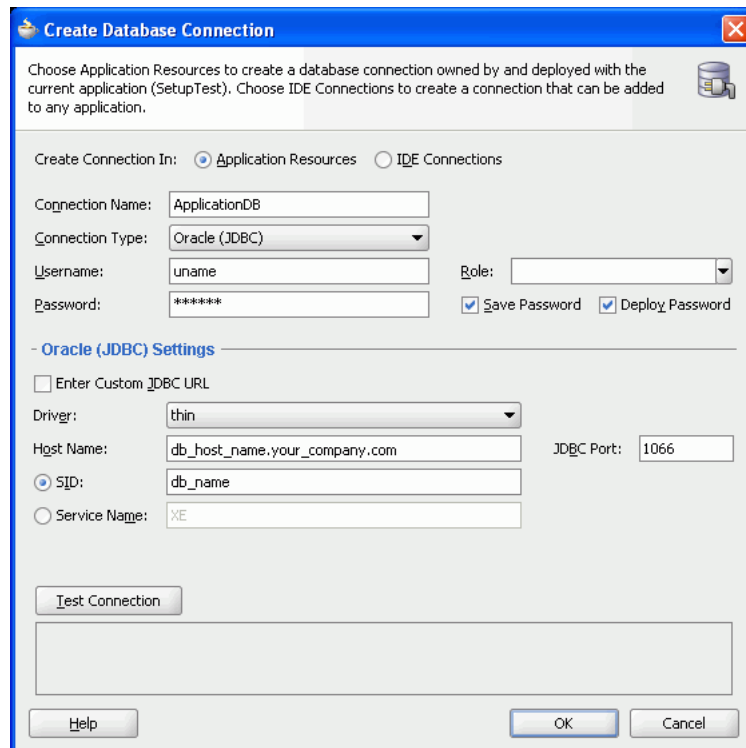 Create Database Connection
Choose Application Resources to create a database connection owned by and deployed with the
current application (SetupTest). Choose IDE Connections to create a connection that can be added
to any application.
Create Connection In: Application Resources IDE Connections
Connection Name: ApplicationDB
Connection Type: Oracle (JDBC)
Username: uname Role:
Password: ****** Save Password Deploy Password
- Oracle (JDBC) Settings
Enter Custom JDBC URL
Driver: thin
Host Name: db_host_name.your_company.com JDBC Port: 1066
SID: db_name
Service Name: XE
Test Connection
Help OK Cancel